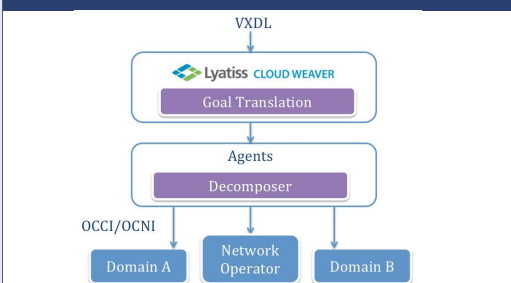 VXDL
Lyatiss CLOUD WEAVER
Goal Translation
Agents
Decomposer
OCCI/OCNI
Domain A
Network
Operator
Domain B